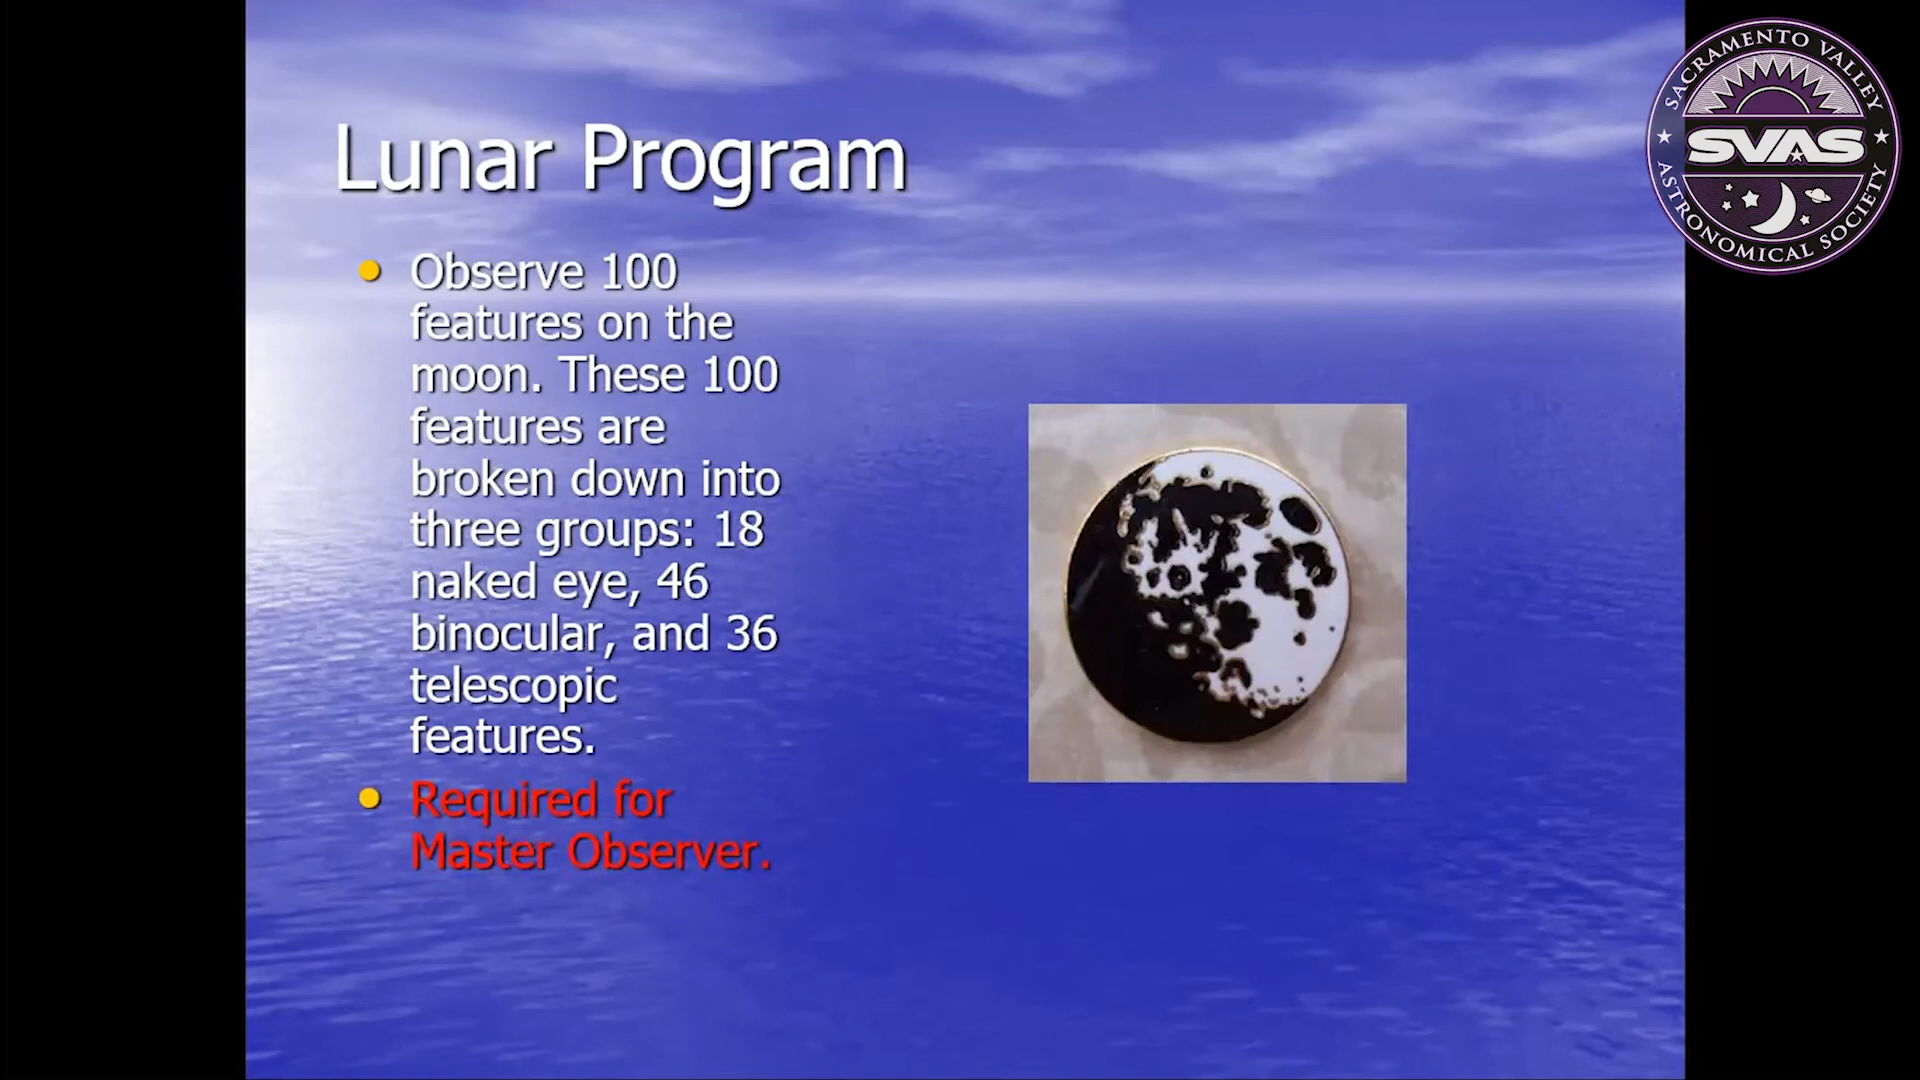 Lunar Program
Observe 100
features on the
moon. These 100
features are
broken down into
three groups: 18
naked eye, 46
binocular, and 36
telescopic
features.
Required for
Master Observer.
SACRAMENTO VALLEY
SVAS
ASTRONOMICAL SOCIETY